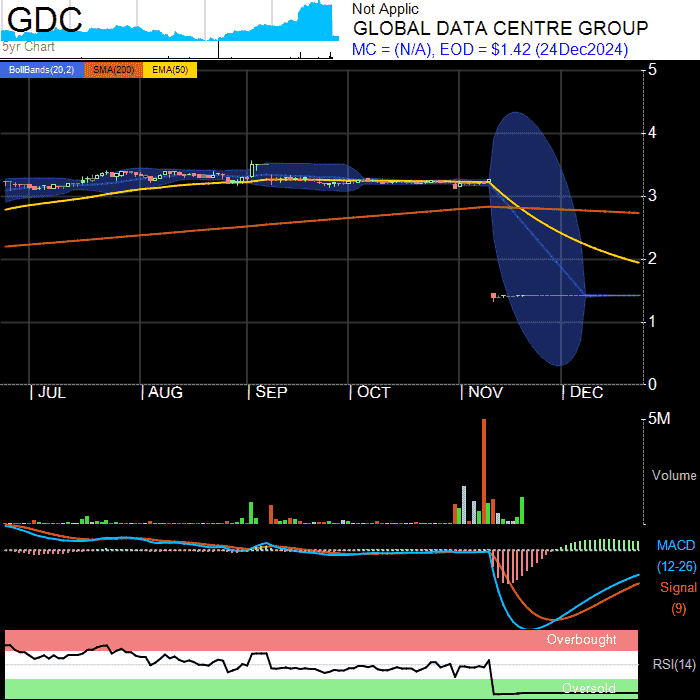 GDC
5yr Chart
Not Applic
GLOBAL DATA CENTRE GROUP
MC = (N/A), EOD = $1.42 (24Dec2024)
BollBands(20,2) SMA(200) EMA(50)
5
4
3
2
1
0
JUL AUG SEP OCT NOV DEC
5M
Volume
MACD
(12-26)
Signal
(9)
Overbought
RSI(14)
Oversold